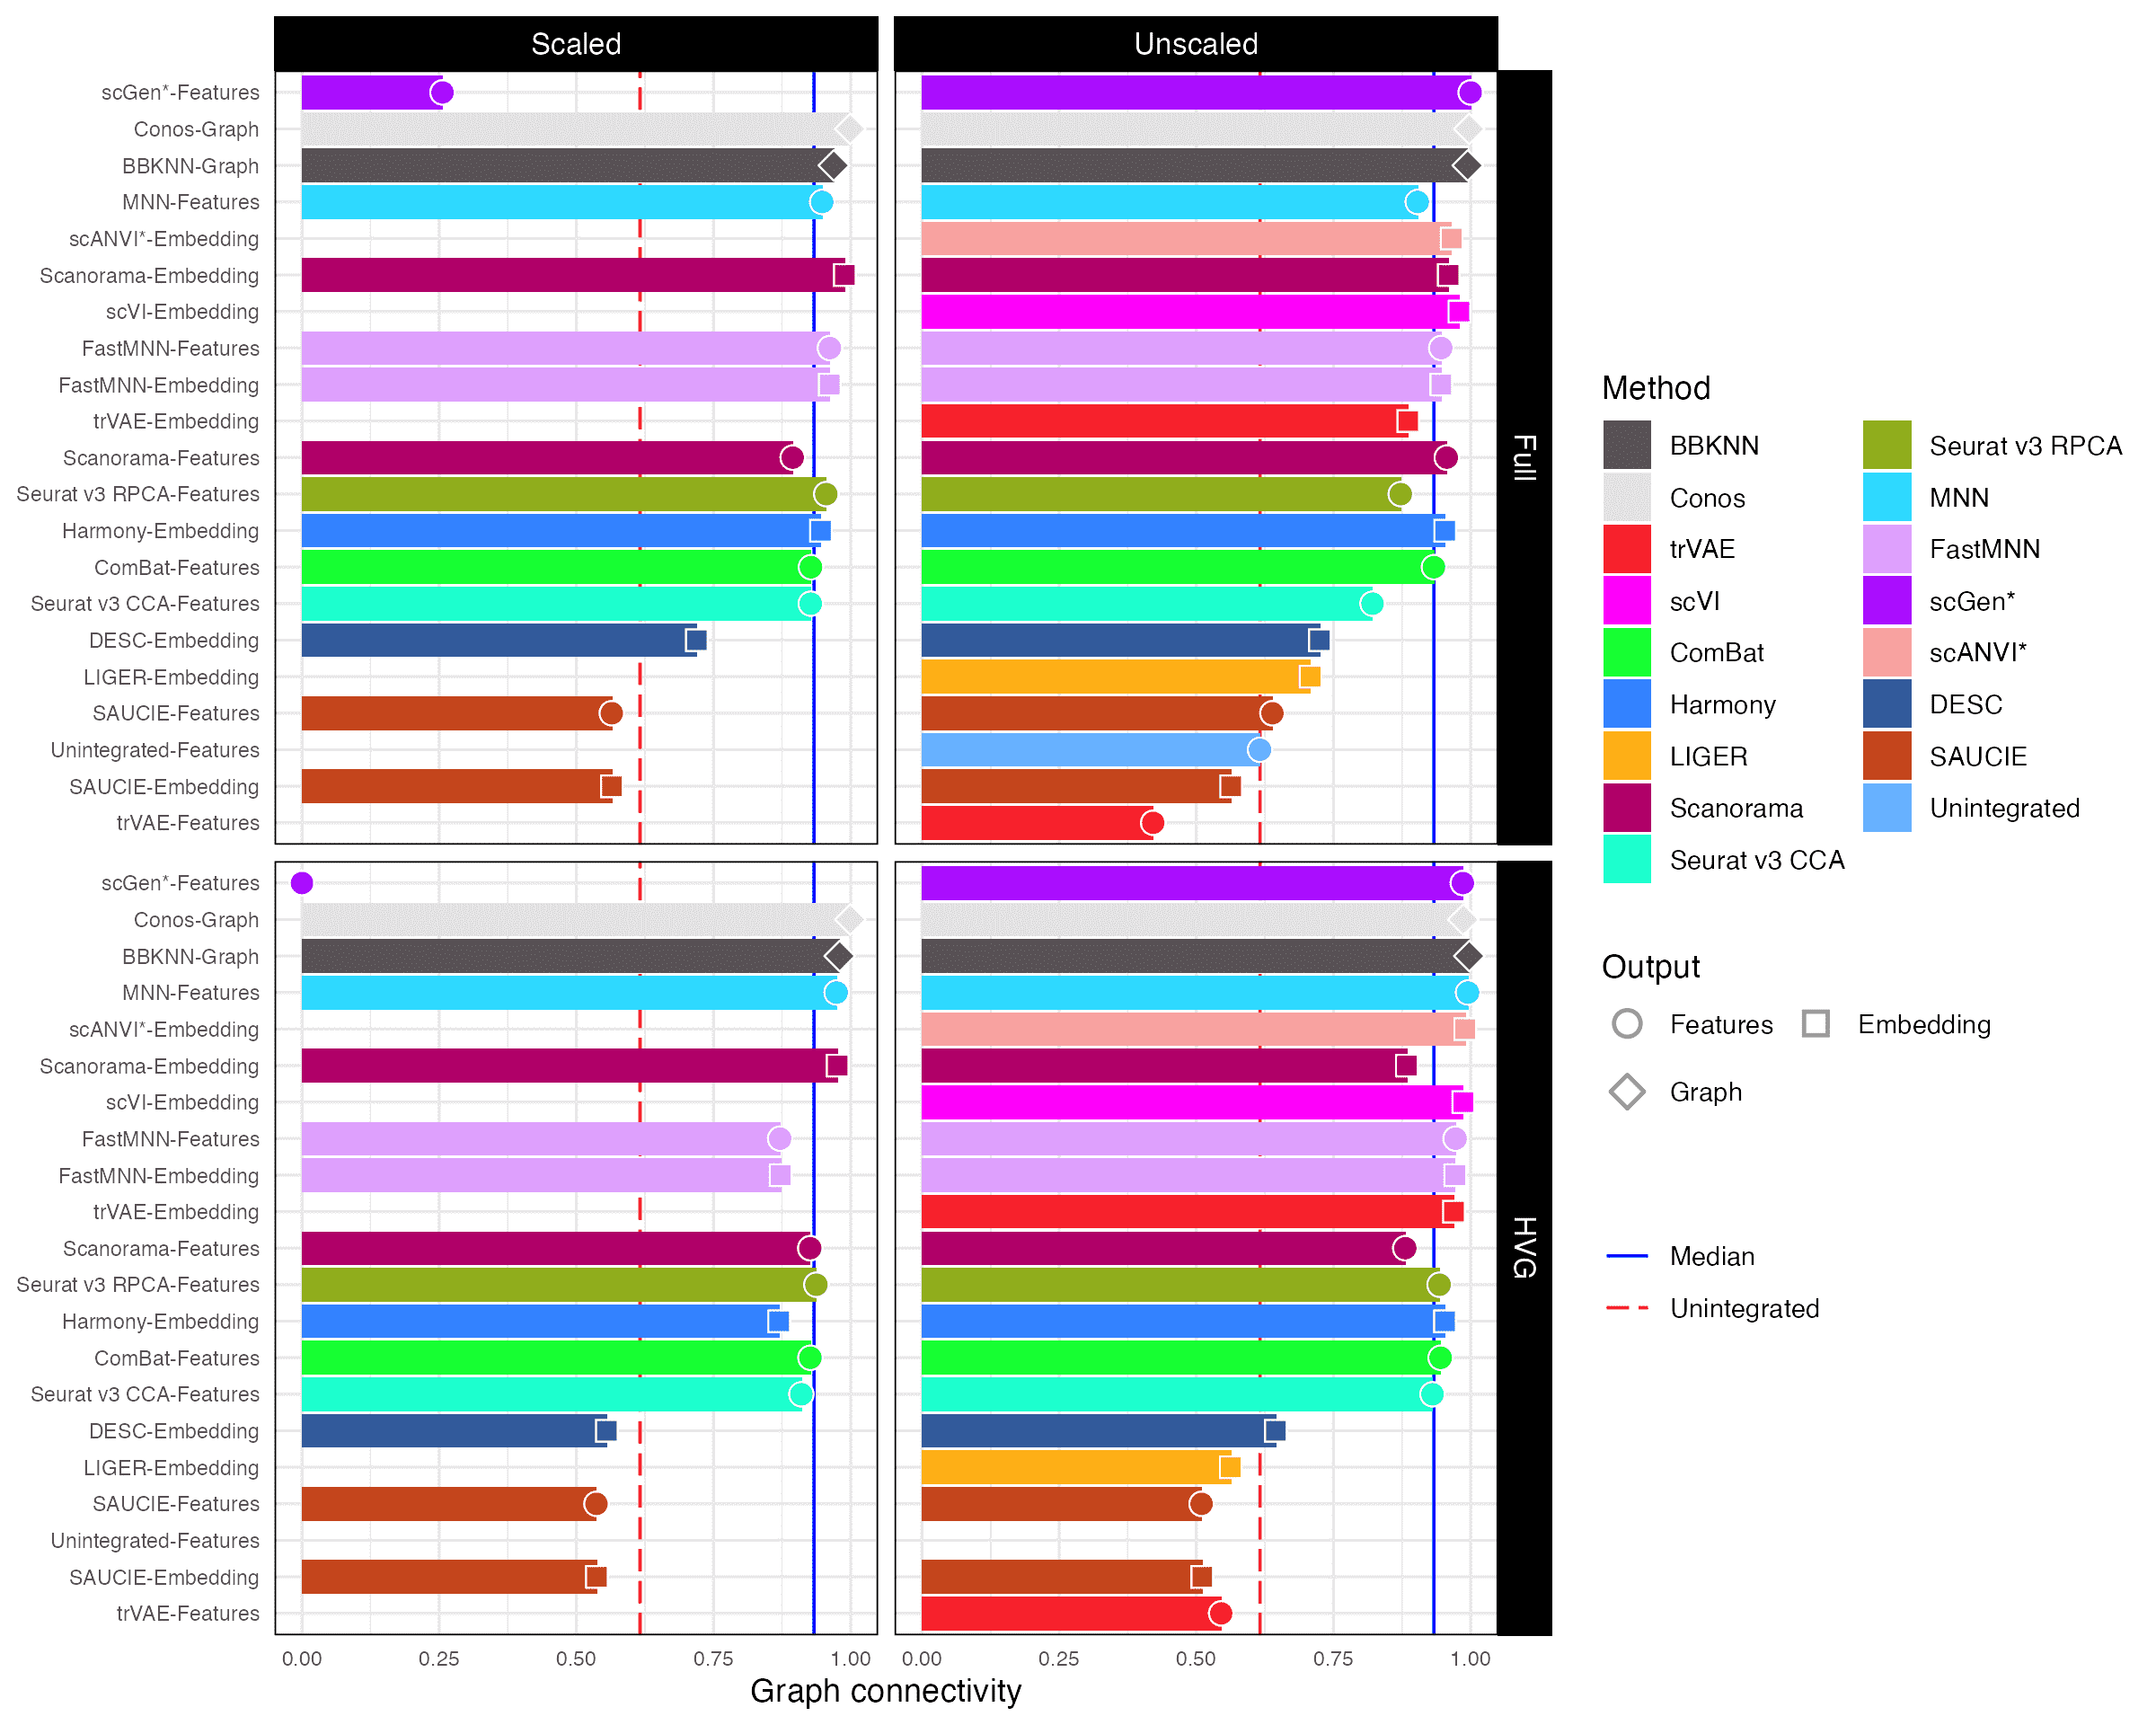 Scaled
Unscaled
scGen*-Features
Conos-Graph
BBKNN-Graph
MNN-Features
scANVI*-Embedding
Scanorama-Embedding
scVI-Embedding
FastMNN-Features
FastMNN-Embedding
trVAE-Embedding
Scanorama-Features
Seurat v3 RPCA-Features
Harmony-Embedding
ComBat-Features
Seurat v3 CCA-Features
DESC-Embedding
LIGER-Embedding
SAUCIE-Features
Unintegrated-Features
SAUCIE-Embedding
trVAE-Features
Full
scGen*-Features
Conos-Graph
BBKNN-Graph
MNN-Features
scANVI*-Embedding
Scanorama-Embedding
scVI-Embedding
FastMNN-Features
FastMNN-Embedding
trVAE-Embedding
Scanorama-Features
Seurat v3 RPCA-Features
Harmony-Embedding
ComBat-Features
Seurat v3 CCA-Features
DESC-Embedding
LIGER-Embedding
SAUCIE-Features
Unintegrated-Features
SAUCIE-Embedding
trVAE-Features
HVG
0.00 0.25 0.50 0.75 1.00
0.00 0.25 0.50 0.75 1.00
Graph connectivity
Method
BBKNN
Conos
trVAE
scVI
ComBat
Harmony
LIGER
Scanorama
Seurat v3 CCA
Seurat v3 RPCA
MNN
FastMNN
scGen*
scANVI*
DESC
SAUCIE
Unintegrated
Output
Features
Embedding
Graph
Median
Unintegrated